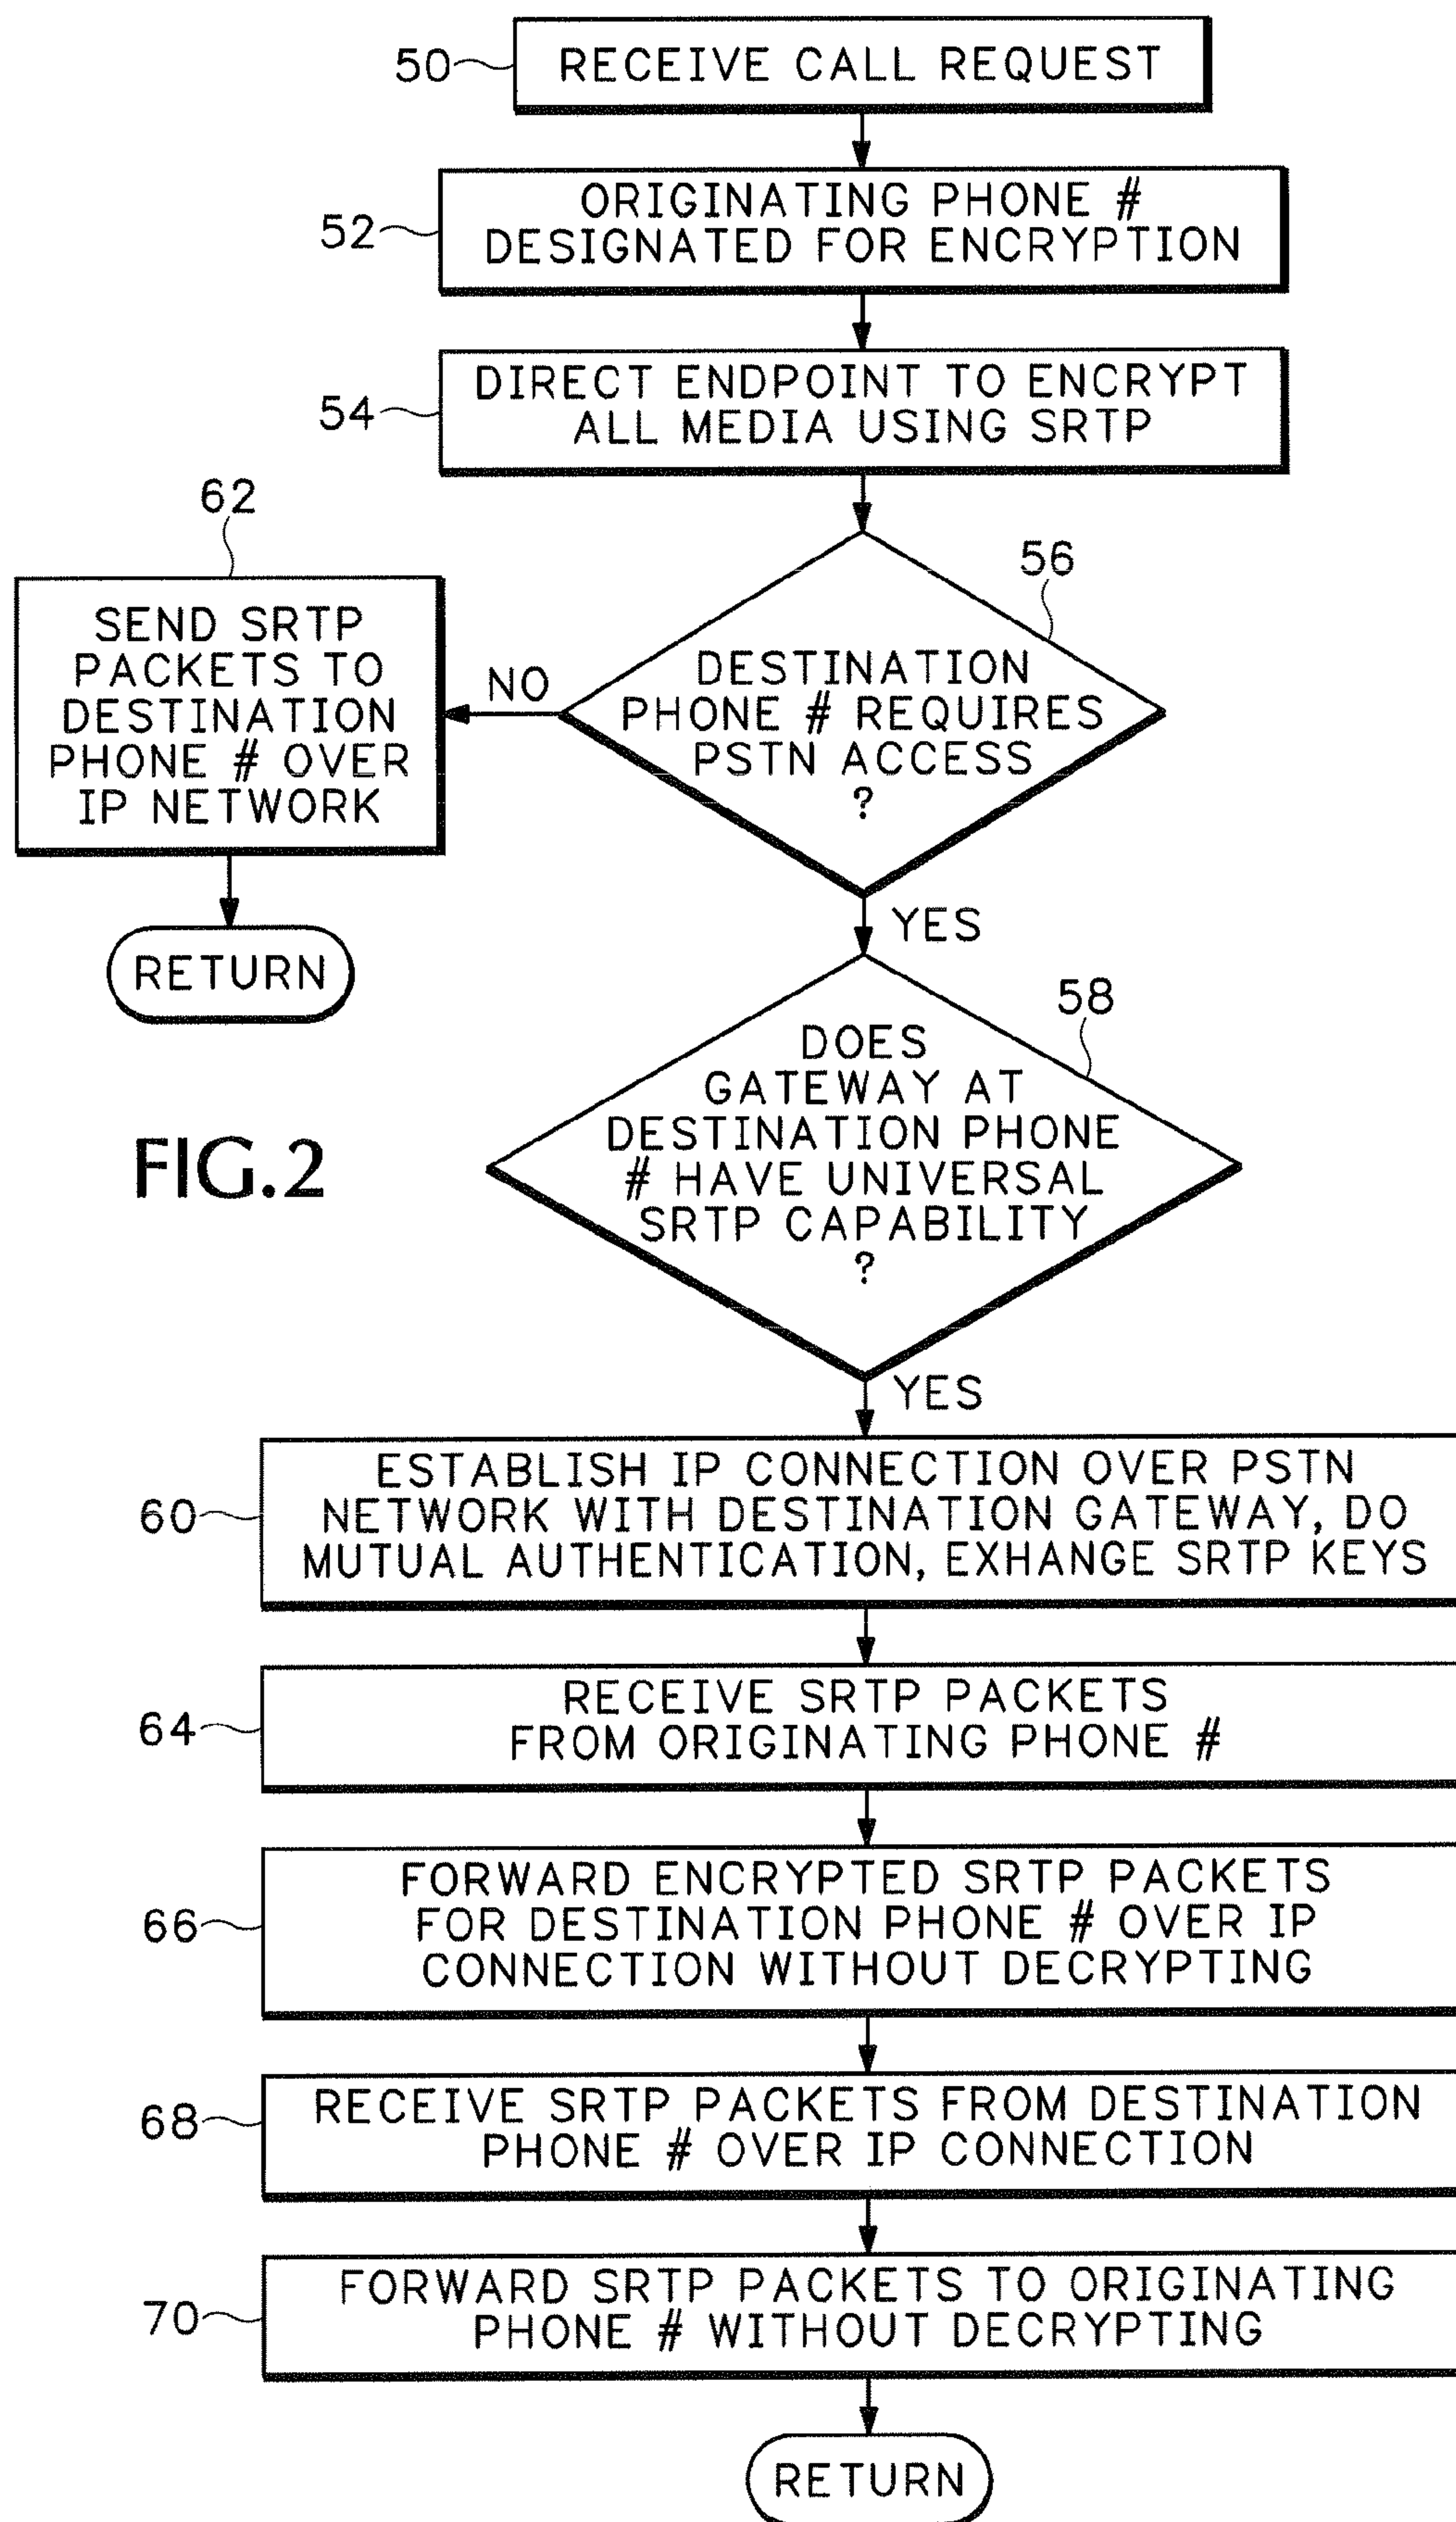 50
RECEIVE CALL REQUEST
52
ORIGINATING PHONE #
DESIGNATED FOR ENCRYPTION
54
DIRECT ENDPOINT TO ENCRYPT
ALL MEDIA USING SRTP
56
DESTINATION
PHONE # REQUIRES
PSTN ACCESS
?
NO
62
SEND SRTP
PACKETS TO
DESTINATION
PHONE # OVER
IP NETWORK
RETURN
YES
58
DOES
GATEWAY AT
DESTINATION PHONE
# HAVE UNIVERSAL
SRTP CAPABILITY
?
FIG.2
YES
60
ESTABLISH IP CONNECTION OVER PSTN
NETWORK WITH DESTINATION GATEWAY, DO
MUTUAL AUTHENTICATION, EXHANGE SRTP KEYS
64
RECEIVE SRTP PACKETS
FROM ORIGINATING PHONE #
66
FORWARD ENCRYPTED SRTP PACKETS
FOR DESTINATION PHONE # OVER IP
CONNECTION WITHOUT DECRYPTING
68
RECEIVE SRTP PACKETS FROM DESTINATION
PHONE # OVER IP CONNECTION
70
FORWARD SRTP PACKETS TO ORIGINATING
PHONE # WITHOUT DECRYPTING
RETURN